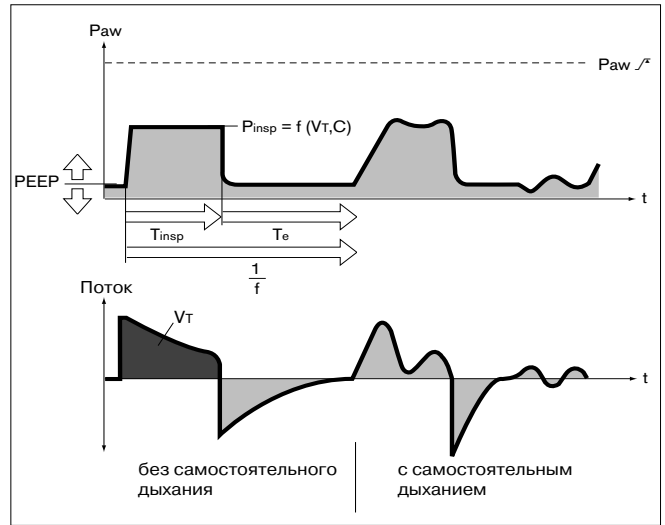 Paw
Paw
Pinsp = f (VT,C)
PEEP
t
Tinsp
Te
1
f
Поток
VT
t
без самостоятельного
дыхания
с самостоятельным
дыханием